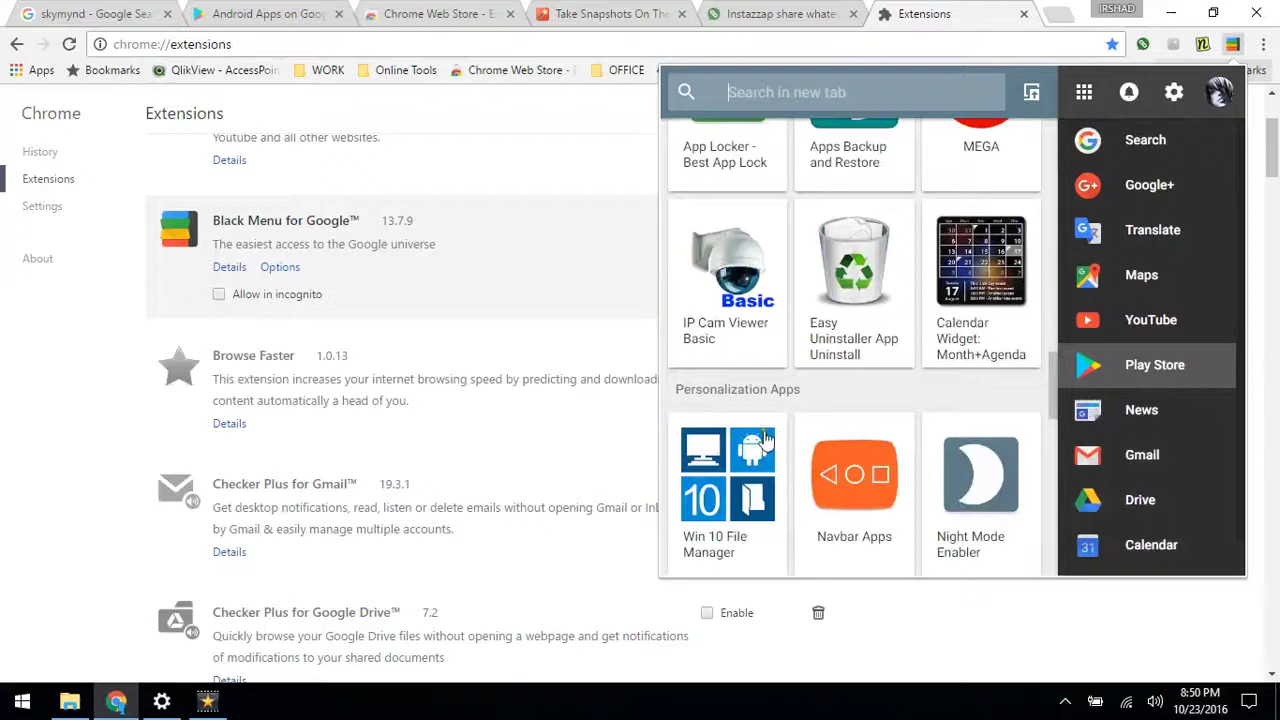 skymynd - Google Sea
Android Apps on Goog
Chrome Web Store - E
Take Snapshots On The
Instazzap share whate
Extensions
IRSHAD
chrome://extensions
Apps
Bookmarks
QlikView - AccessPoin
WORK
Online Tools
Chrome Web Store -
OFFICE
arks
Chrome
History
Extensions
Settings
About
Extensions
Youtube and all other websites.
Details
Black Menu for Google™ 13.7.9
The easiest access to the Google universe
Details Options
Allow in incognito
Browse Faster 1.0.13
This extension increases your internet browsing speed by predicting and download
content automatically a head of you.
Details
Checker Plus for Gmail™ 19.3.1
Get desktop notifications, read, listen or delete emails without opening Gmail or Inb
by Gmail & easily manage multiple accounts.
Details
Checker Plus for Google Drive™ 7.2
Enable
Quickly browse your Google Drive files without opening a webpage and get notifications
of modifications to your shared documents
Details
Search in new tab
App Locker -
Best App Lock
Apps Backup
and Restore
MEGA
Basic
IP Cam Viewer
Basic
Easy
Uninstaller App
Uninstall
17
Calendar
Widget:
Month+Agenda
Personalization Apps
10
Win 10 File
Manager
Navbar Apps
Night Mode
Enabler
Search
Google+
Translate
Maps
YouTube
Play Store
News
Gmail
Drive
31
Calendar
8:50 PM
10/23/2016